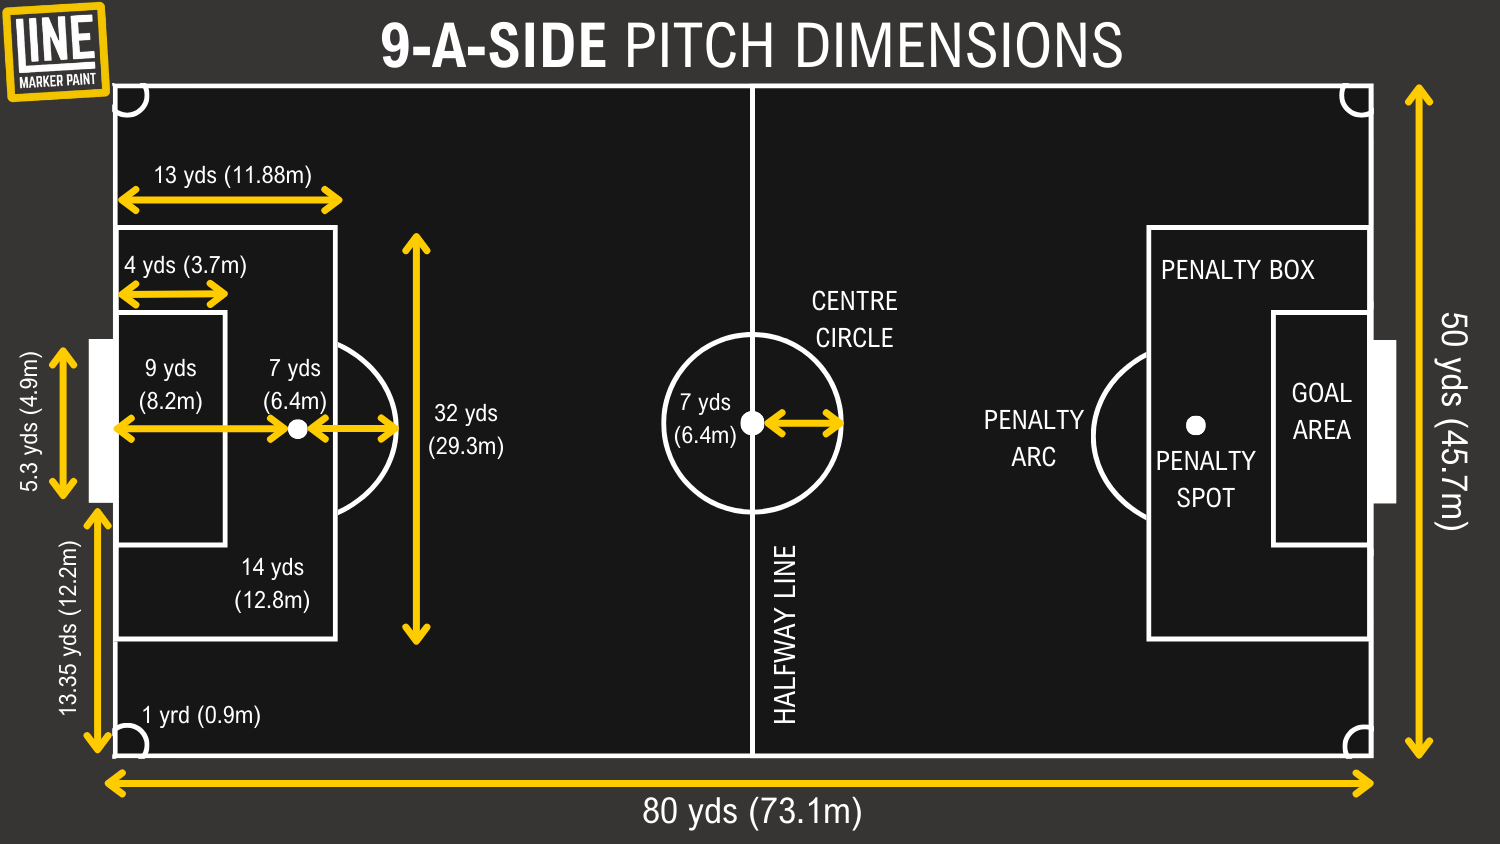 LINE
MARKER PAINT
9-A-SIDE PITCH DIMENSIONS
13 yds (11.88m)
4 yds (3.7m)
9 yds
(8.2m)
7 yds
(6.4m)
5.3 yds (4.9m)
32 yds
(29.3m)
14 yds
(12.8m)
13.35 yds (12.2m)
1 yrd (0.9m)
CENTRE
CIRCLE
7 yds
(6.4m)
HALFWAY LINE
PENALTY BOX
PENALTY
ARC
PENALTY
SPOT
GOAL
AREA
50 yds (45.7m)
80 yds (73.1m)